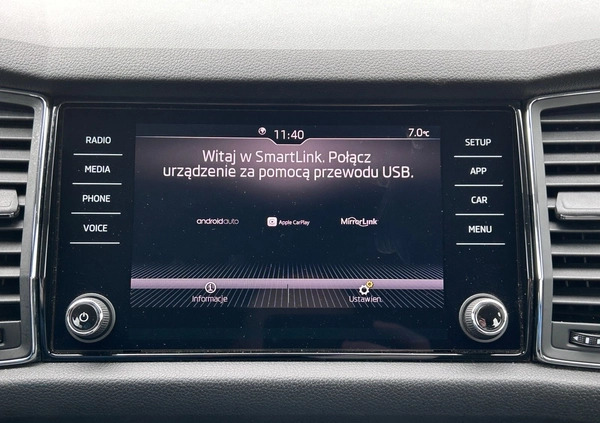 11:40
7.0°C
RADIO
MEDIA
PHONE
VOICE
Witaj w SmartLink. Połącz
urządzenie za pomocą przewodu USB.
androidauto
Apple CarPlay
MirrorLink
Informacje
Ustawien.
SETUP
APP
CAR
MENU